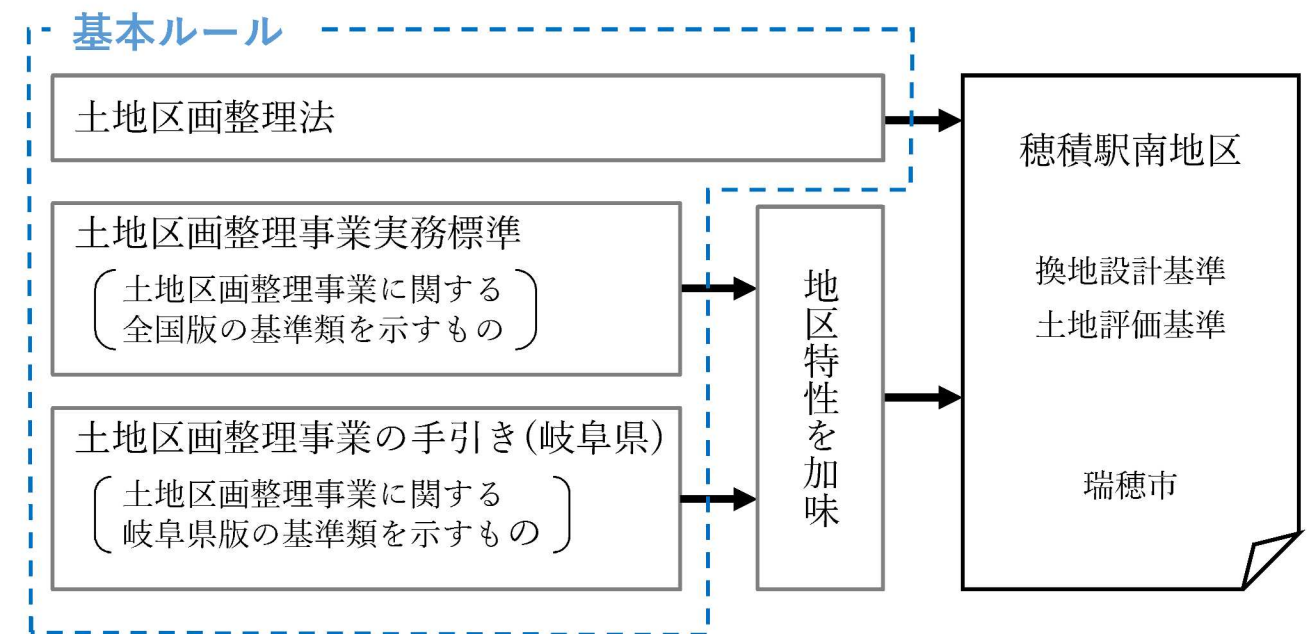 基本ルール
土地区画整理法
土地区画整理事業実務標準
土地区画整理事業に関する
全国版の基準類を示すもの
土地区画整理事業の手引き(岐阜県)
土地区画整理事業に関する
岐阜県版の基準類を示すもの
地区特性を加味
穂積駅南地区
換地設計基準
土地評価基準
瑞穂市